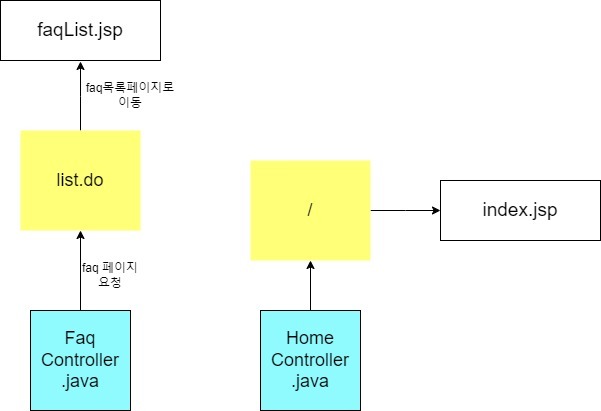 faqList.jsp
faq목록페이지로
이동
list.do
faq 페이지
요청
Faq
Controller
.java
/
index.jsp
Home
Controller
.java